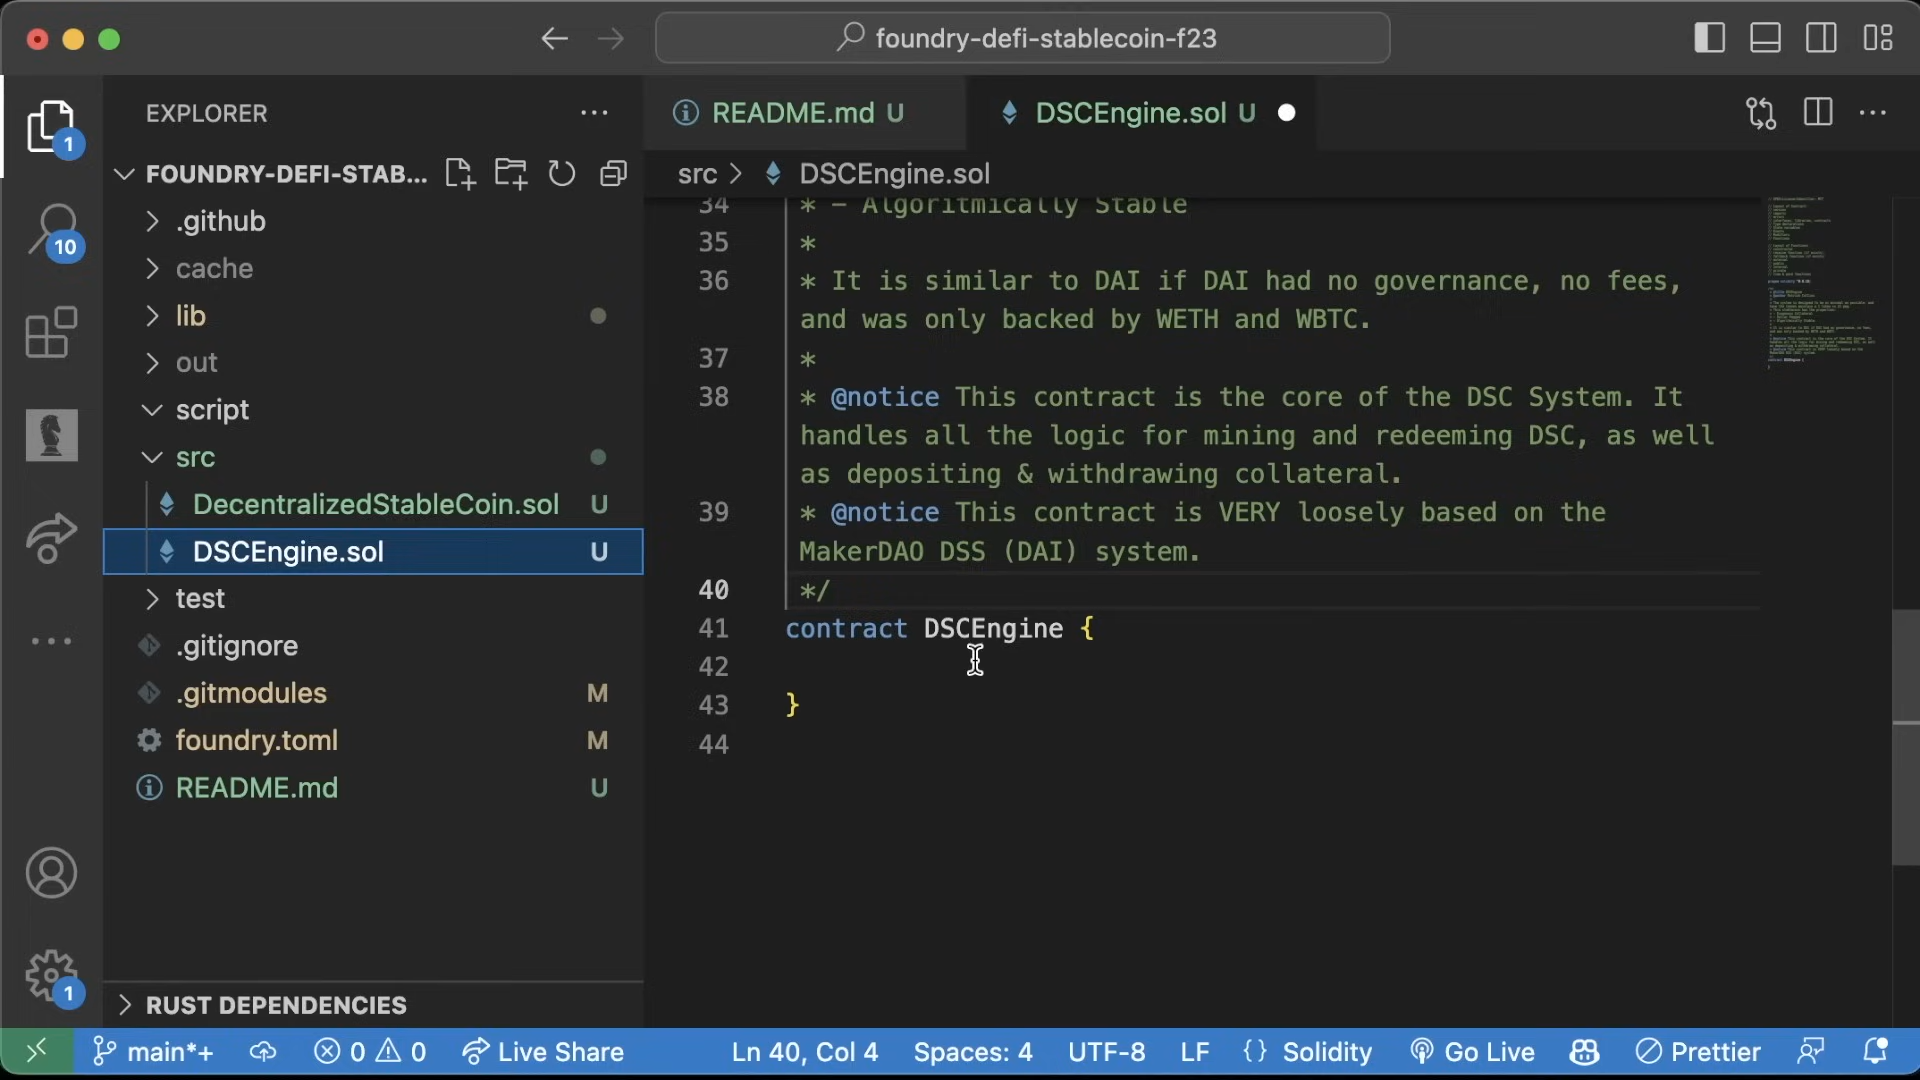 foundry-defi-stablecoin-f23
EXPLORER
README.md U
DSCEngine.sol U
1
FOUNDRY-DEFI-STAB...
src > DSCEngine.sol
.github
10
cache
lib
out
script
src
DecentralizedStableCoin.sol U
DSCEngine.sol U
test
.gitignore
.gitmodules M
foundry.toml M
README.md U
1
RUST DEPENDENCIES
34 * - Algoritmically Stable
35 *
36 * It is similar to DAI if DAI had no governance, no fees,
and was only backed by WETH and WBTC.
37 *
38 * @notice This contract is the core of the DSC System. It
handles all the logic for mining and redeeming DSC, as well
as depositing & withdrawing collateral.
39 * @notice This contract is VERY loosely based on the
MakerDAO DSS (DAI) system.
40 */
41 contract DSCEngine {
42
43 }
44
main*+ 0 0 Live Share Ln 40, Col 4 Spaces: 4 UTF-8 LF {} Solidity Go Live Prettier